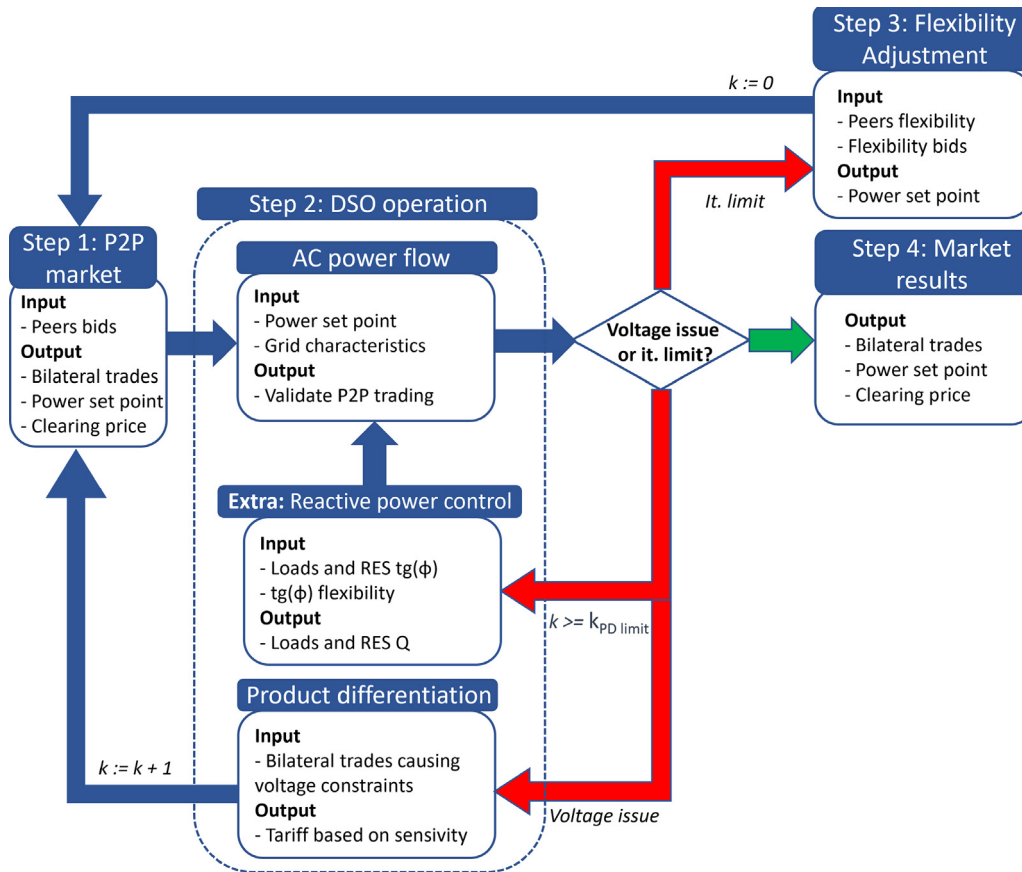 Step 3: Flexibility
Adjustment
Input
- Peers flexibility
- Flexibility bids
Output
- Power set point
k := 0
It. limit
Step 2: DSO operation
Step 1: P2P
market
Input
- Peers bids
Output
- Bilateral trades
- Power set point
- Clearing price
AC power flow
Input
- Power set point
- Grid characteristics
Output
- Validate P2P trading
Voltage issue
or it. limit?
Step 4: Market
results
Output
- Bilateral trades
- Power set point
- Clearing price
Extra: Reactive power control
Input
- Loads and RES tg(ϕ)
- tg(ϕ) flexibility
Output
- Loads and RES Q
k >= kPD limit
Product differentiation
Input
- Bilateral trades causing
voltage constraints
Output
- Tariff based on sensivity
k := k + 1
Voltage issue